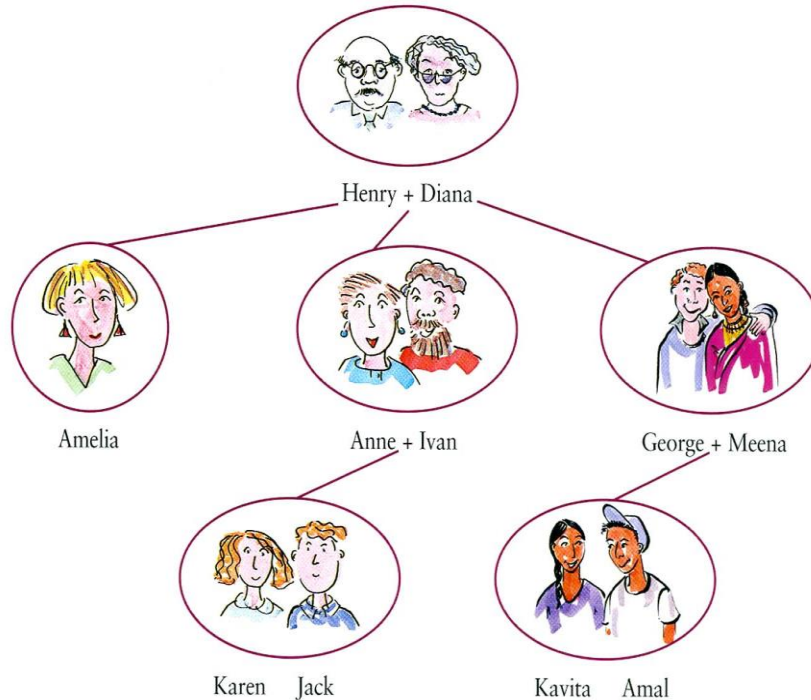 Henry + Diana
Amelia
Anne + Ivan
George + Meena
Karen Jack
Kavita Amal